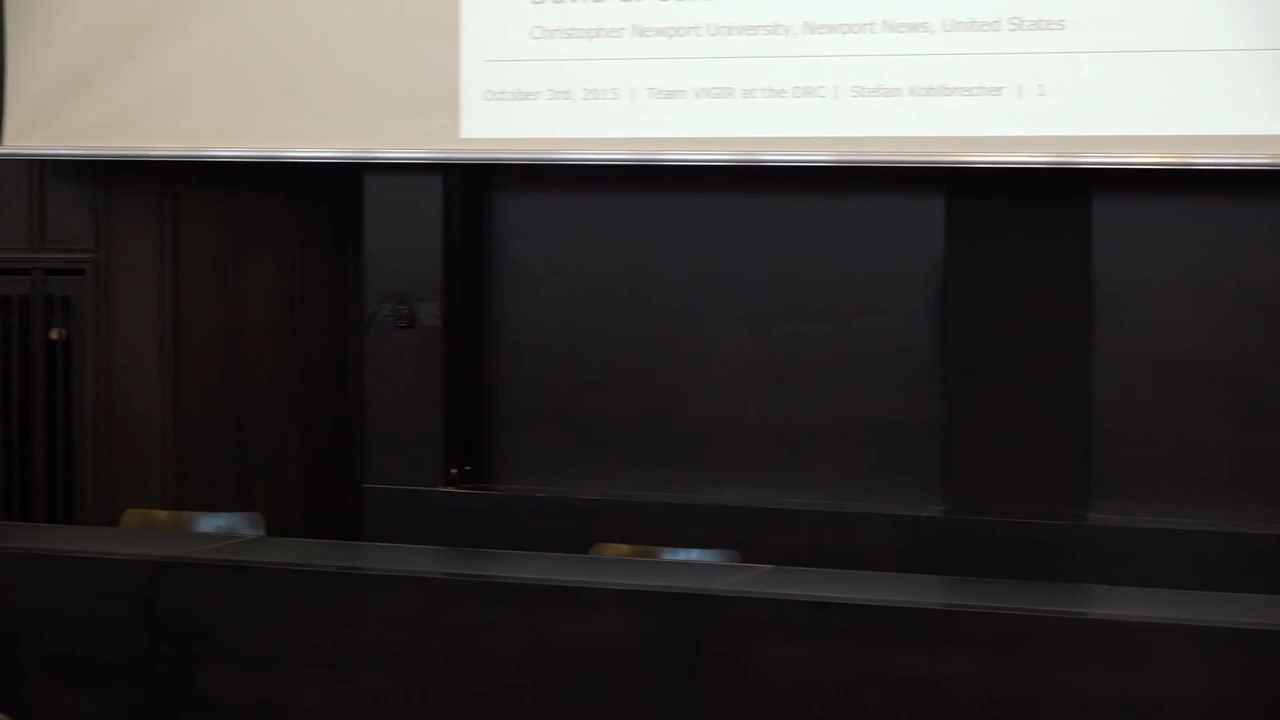 Christopher Newport University, Newport News, United States
October 3rd, 2015 | Team ViGIR at the DRC | Stefan Kohlbrecher | 1